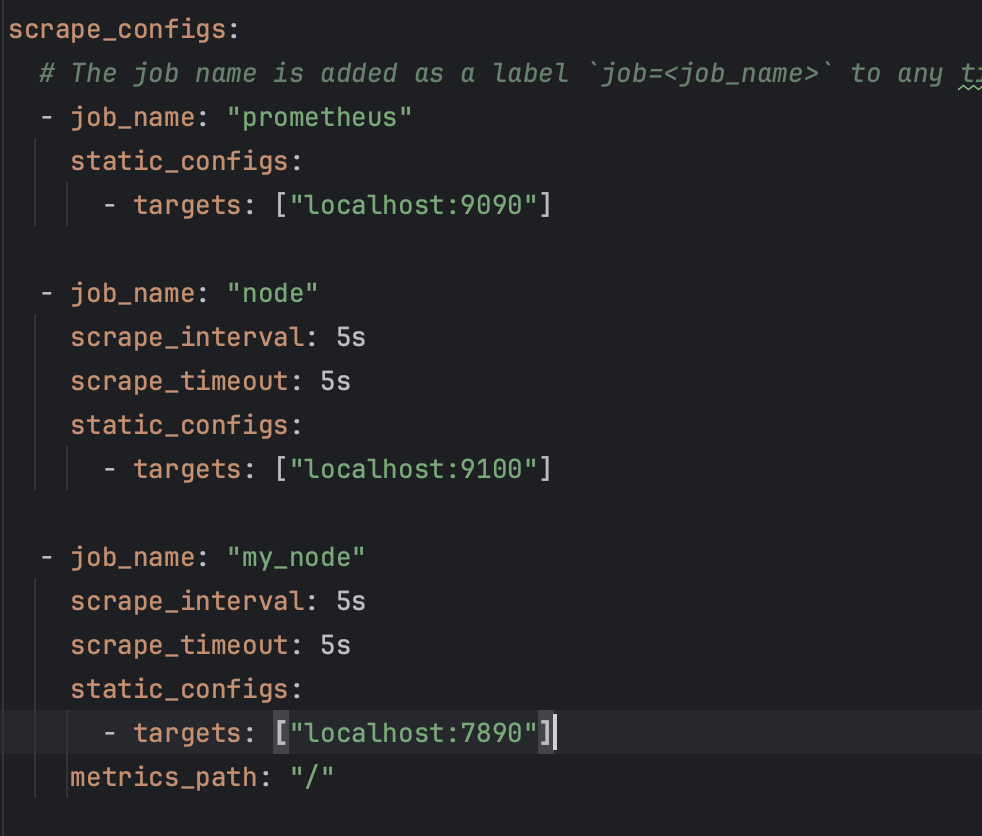 scrape_configs:
# The job name is added as a label `job=<job_name>` to any
- job_name: "prometheus"
static_configs:
- targets: ["localhost:9090"]
- job_name: "node"
scrape_interval: 5s
scrape_timeout: 5s
static_configs:
- targets: ["localhost:9100"]
- job_name: "my_node"
scrape_interval: 5s
scrape_timeout: 5s
static_configs:
- targets: ["localhost:7890"]
metrics_path: "/"